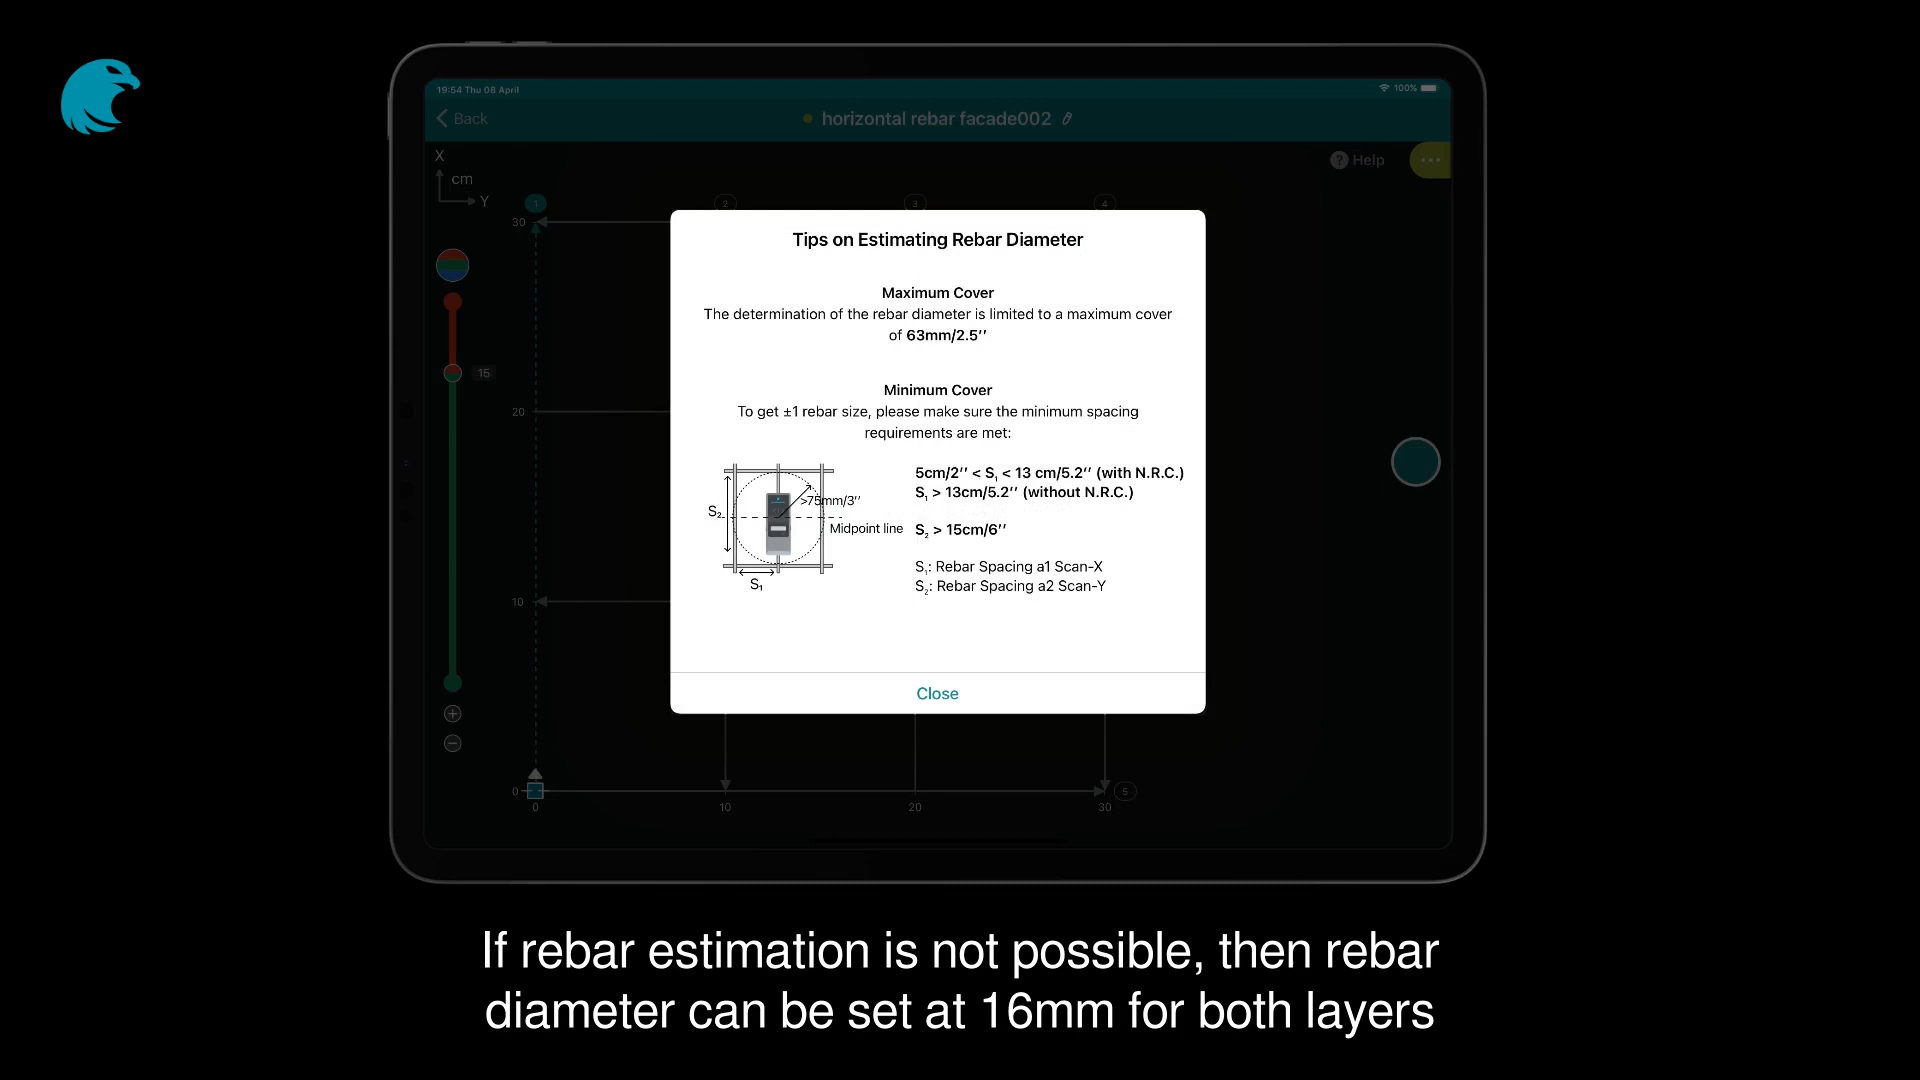 19:54 Thu 08 April
100%
Back
horizontal rebar facade002
X
cm
Y
? Help
1
2
3
4
30
15
20
10
0
0
10
20
30
5
Tips on Estimating Rebar Diameter
Maximum Cover
The determination of the rebar diameter is limited to a maximum cover
of 63mm/2.5′′
Minimum Cover
To get ±1 rebar size, please make sure the minimum spacing
requirements are met:
S₂
>75mm/3′′
Midpoint line
S₁
5cm/2′′ < S₁ < 13 cm/5.2′′ (with N.R.C.)
S₁ > 13cm/5.2′′ (without N.R.C.)
S₂ > 15cm/6′′
S₁: Rebar Spacing a1 Scan-X
S₂: Rebar Spacing a2 Scan-Y
Close
If rebar estimation is not possible, then rebar
diameter can be set at 16mm for both layers